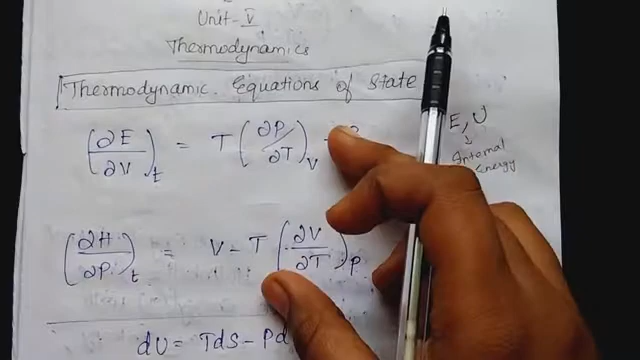 Unit-V
Thermodynamics
Thermodynamic Equations of State
(∂E/∂V)t = T (∂P/∂T)V -
E, U
↓
Internal
Energy
(∂H/∂P)t = V - T (∂V/∂T)P
dU = TdS - Pd